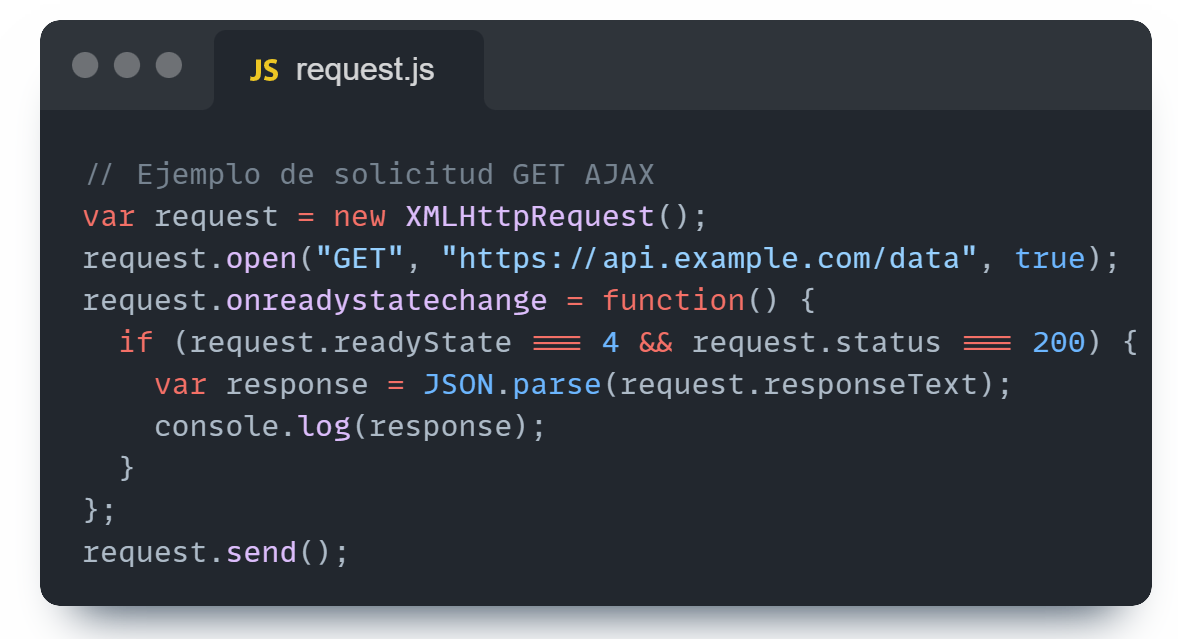 JS request.js
// Ejemplo de solicitud GET AJAX
var request = new XMLHttpRequest();
request.open("GET", "https://api.example.com/data", true);
request.onreadystatechange = function() {
  if (request.readyState === 4 && request.status === 200) {
    var response = JSON.parse(request.responseText);
    console.log(response);
  }
};
request.send();